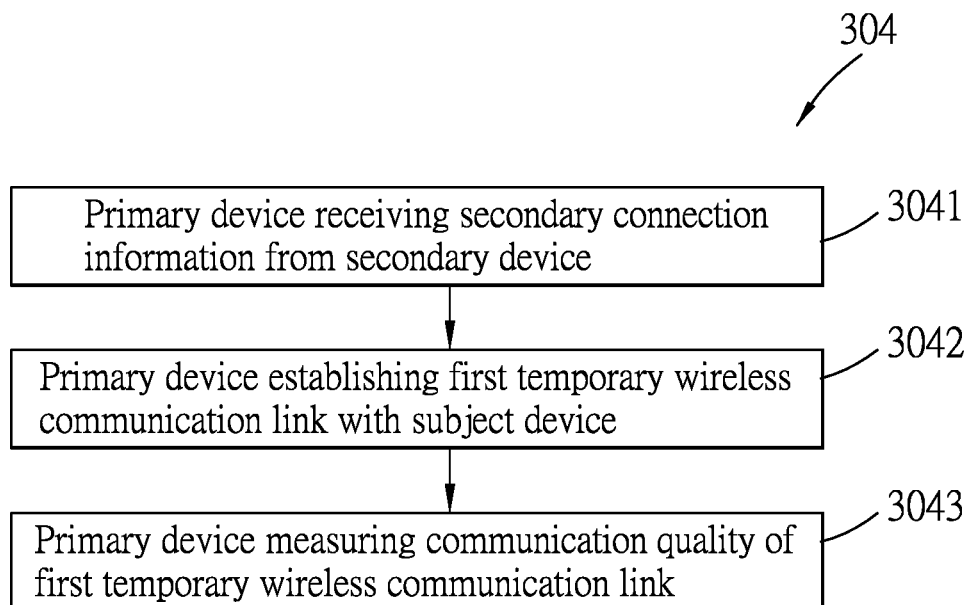 304
Primary device receiving secondary connection
information from secondary device
3041
Primary device establishing first temporary wireless
communication link with subject device
3042
Primary device measuring communication quality of
first temporary wireless communication link
3043